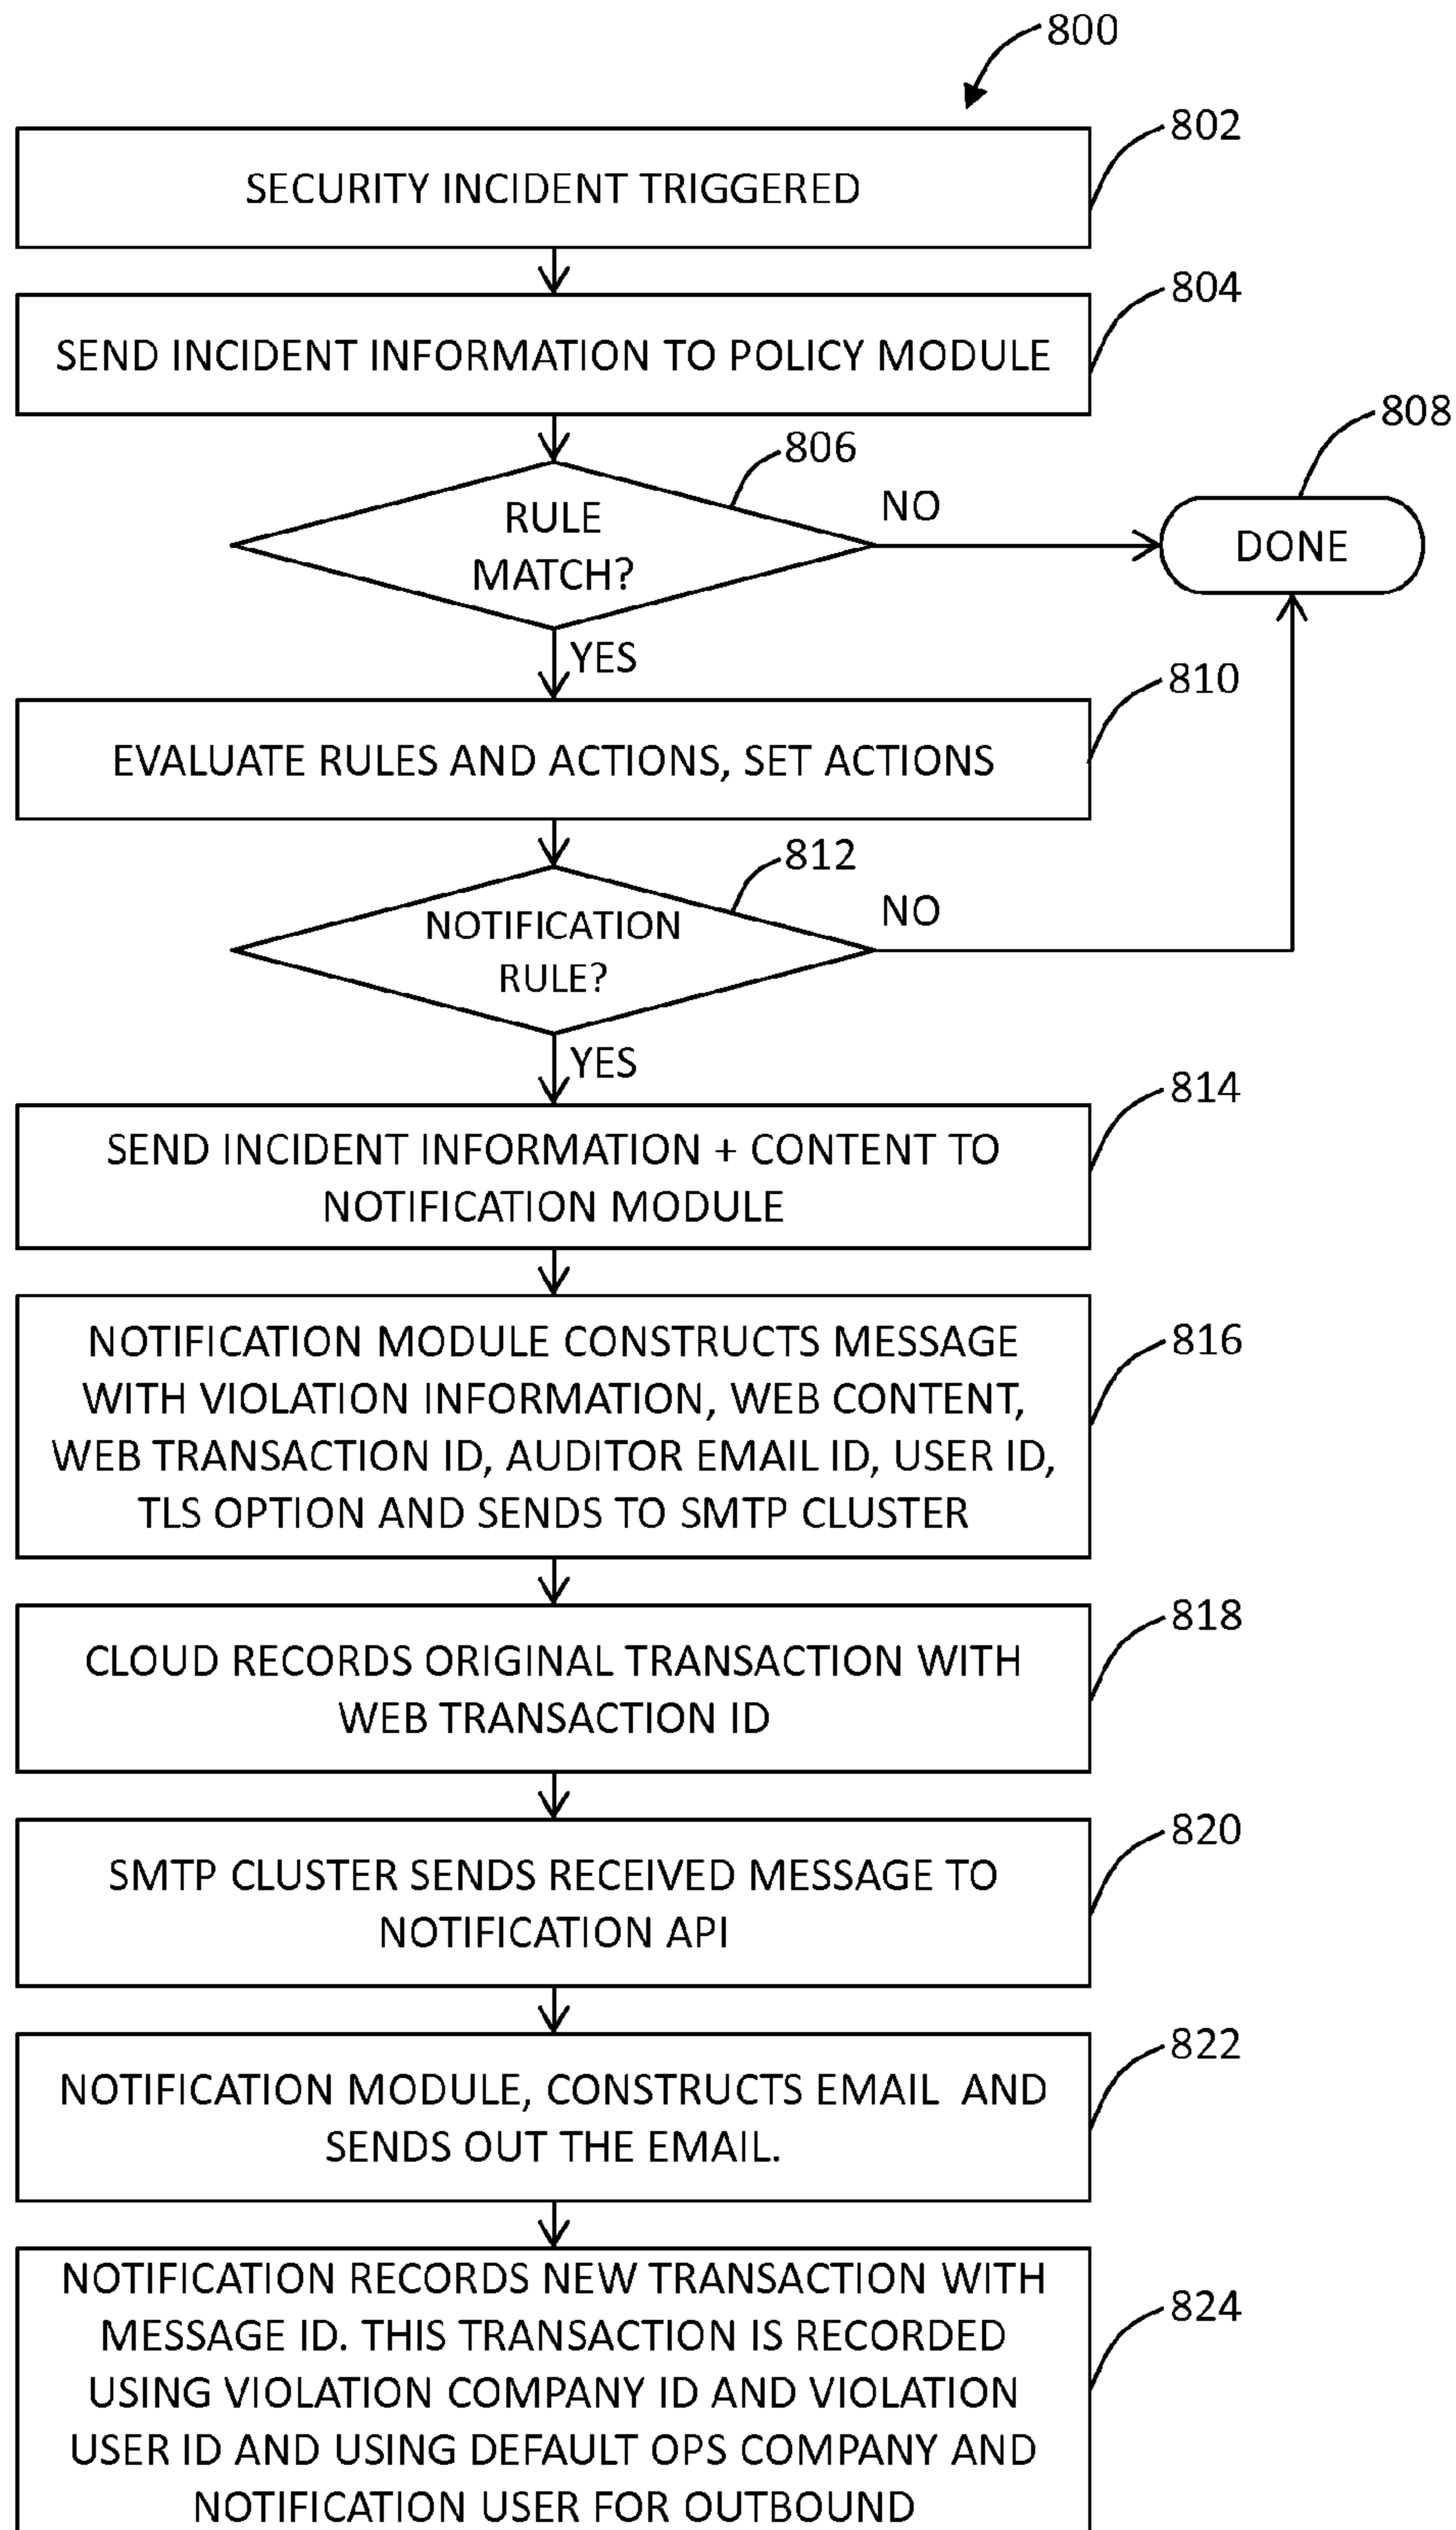 800
802
SECURITY INCIDENT TRIGGERED
804
SEND INCIDENT INFORMATION TO POLICY MODULE
806
808
RULE
MATCH?
NO
DONE
YES
810
EVALUATE RULES AND ACTIONS, SET ACTIONS
812
NOTIFICATION
RULE?
NO
YES
814
SEND INCIDENT INFORMATION + CONTENT TO
NOTIFICATION MODULE
816
NOTIFICATION MODULE CONSTRUCTS MESSAGE
WITH VIOLATION INFORMATION, WEB CONTENT,
WEB TRANSACTION ID, AUDITOR EMAIL ID, USER ID,
TLS OPTION AND SENDS TO SMTP CLUSTER
818
CLOUD RECORDS ORIGINAL TRANSACTION WITH
WEB TRANSACTION ID
820
SMTP CLUSTER SENDS RECEIVED MESSAGE TO
NOTIFICATION API
822
NOTIFICATION MODULE, CONSTRUCTS EMAIL AND
SENDS OUT THE EMAIL.
824
NOTIFICATION RECORDS NEW TRANSACTION WITH
MESSAGE ID. THIS TRANSACTION IS RECORDED
USING VIOLATION COMPANY ID AND VIOLATION
USER ID AND USING DEFAULT OPS COMPANY AND
NOTIFICATION USER FOR OUTBOUND